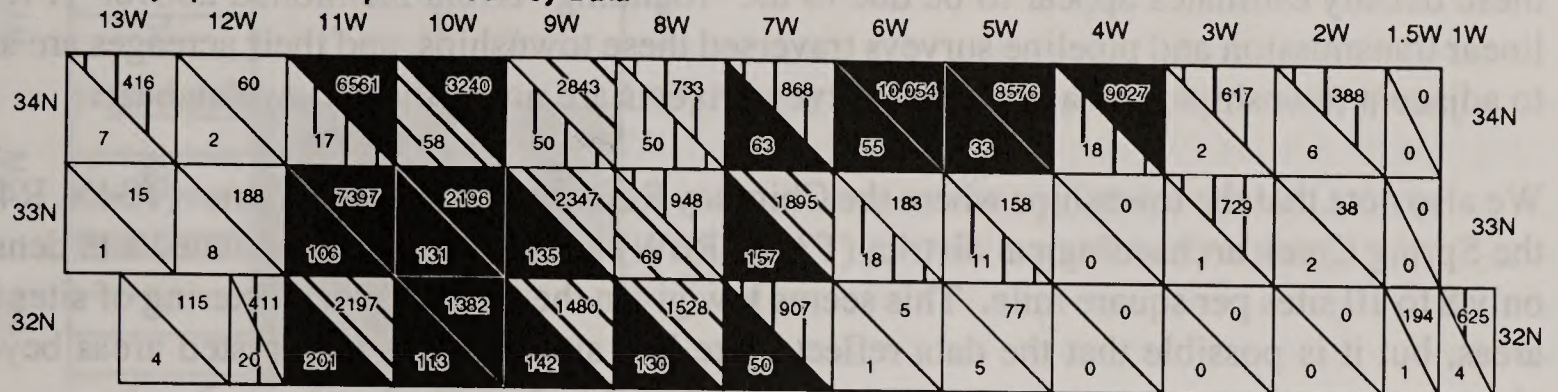 13W 12W 11W 10W 9W 8W 7W 6W 5W 4W 3W 2W 1.5W 1W
416 60 6561 3240 2843 733 868 10,054 8576 9027 617 388 0
34N 34N
7 2 17 58 50 50 63 55 33 18 2 6 0
15 188 7397 2196 2347 948 1895 183 158 0 729 38 0
33N 33N
8 106 131 135 69 157 18 11 0 1 2 0
115 411 2197 1382 1480 1528 907 5 77 0 0 0 194 625
32N 32N
4 20 201 113 142 130 50 1 5 0 0 0 1 4